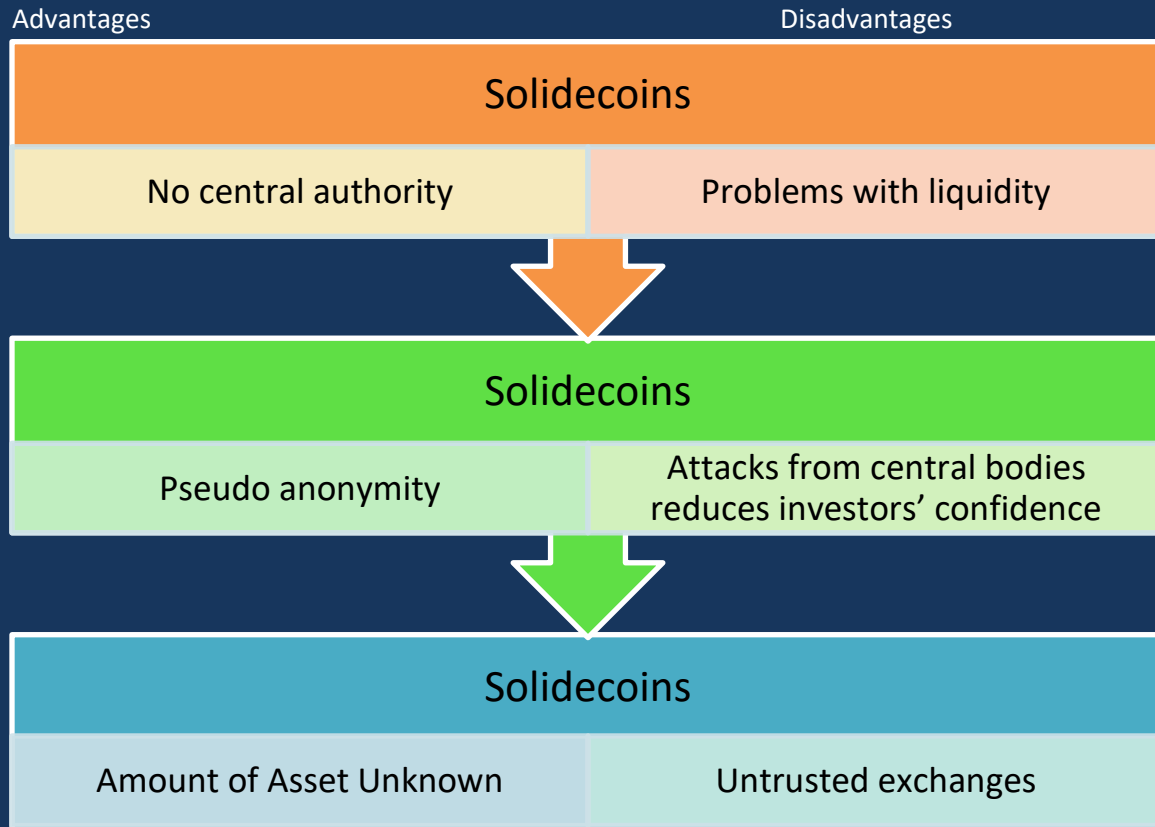 Advantages
Disadvantages
Solidecoins
No central authority
Problems with liquidity
Solidecoins
Pseudo anonymity
Attacks from central bodies
reduces investors’ confidence
Solidecoins
Amount of Asset Unknown
Untrusted exchanges